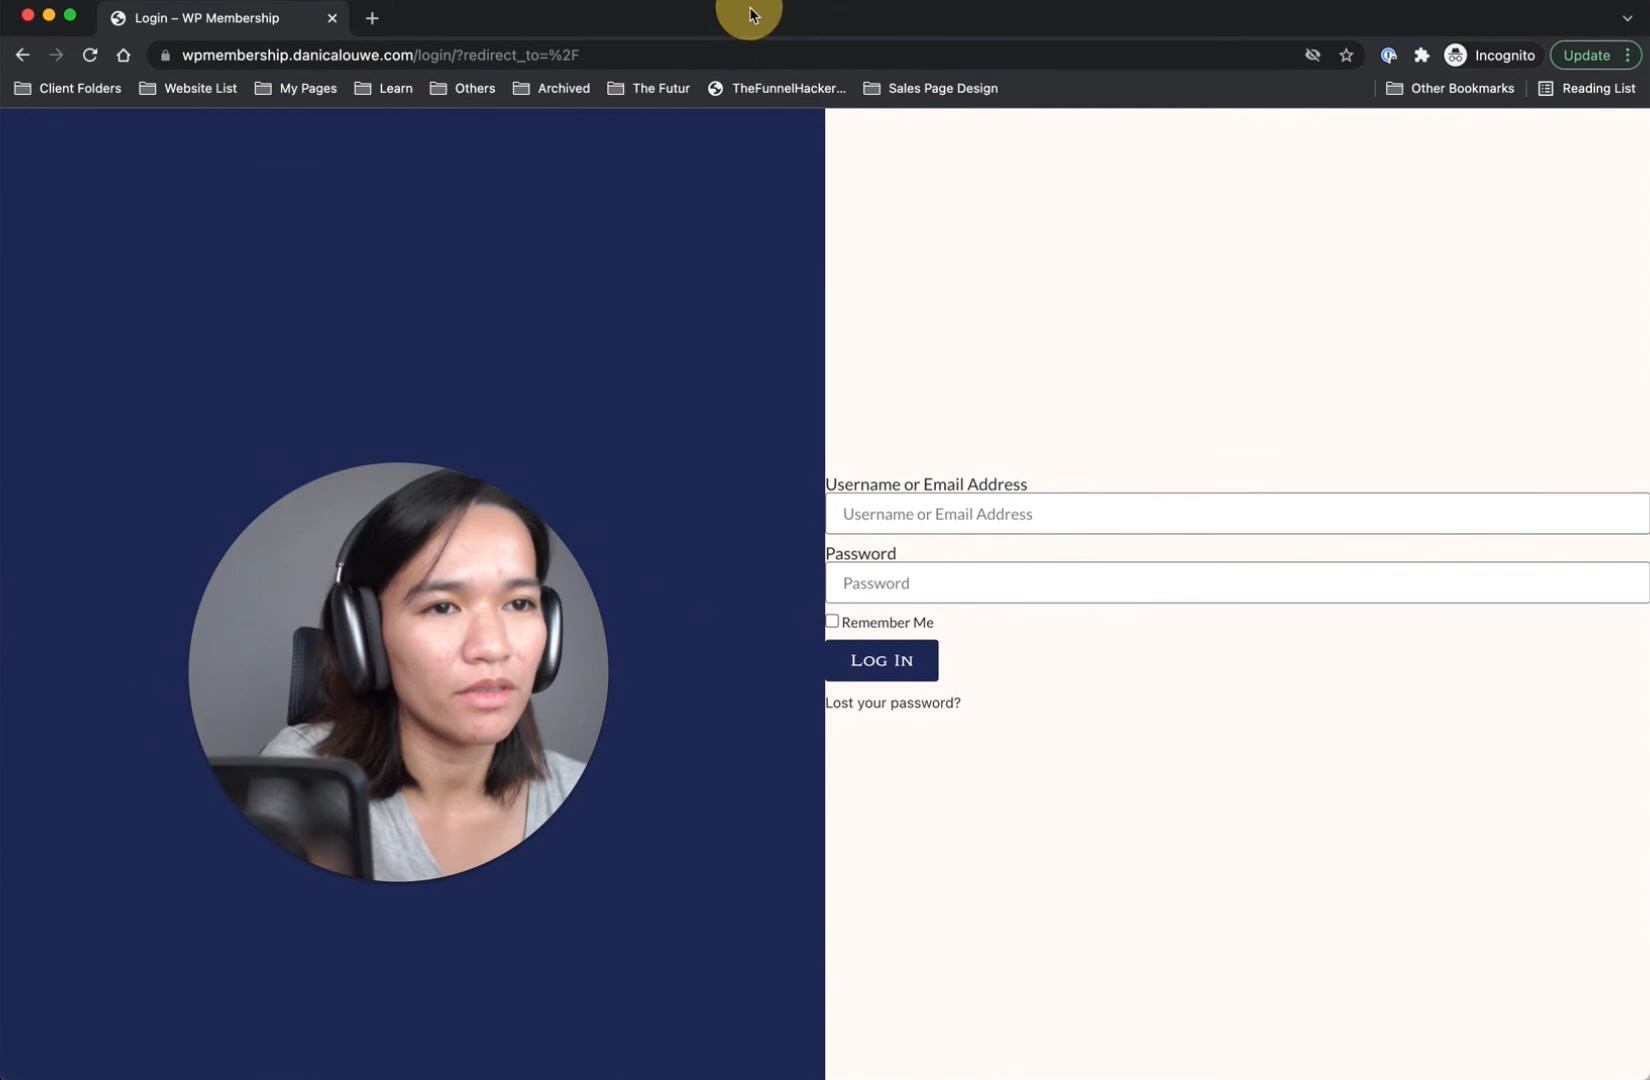 Login – WP Membership
wpmembership.danicalouwe.com/login/?redirect_to=%2F
Incognito
Update
Client Folders
Website List
My Pages
Learn
Others
Archived
The Futur
TheFunnelHacker...
Sales Page Design
Other Bookmarks
Reading List
Username or Email Address
Username or Email Address
Password
Password
Remember Me
Log In
Lost your password?